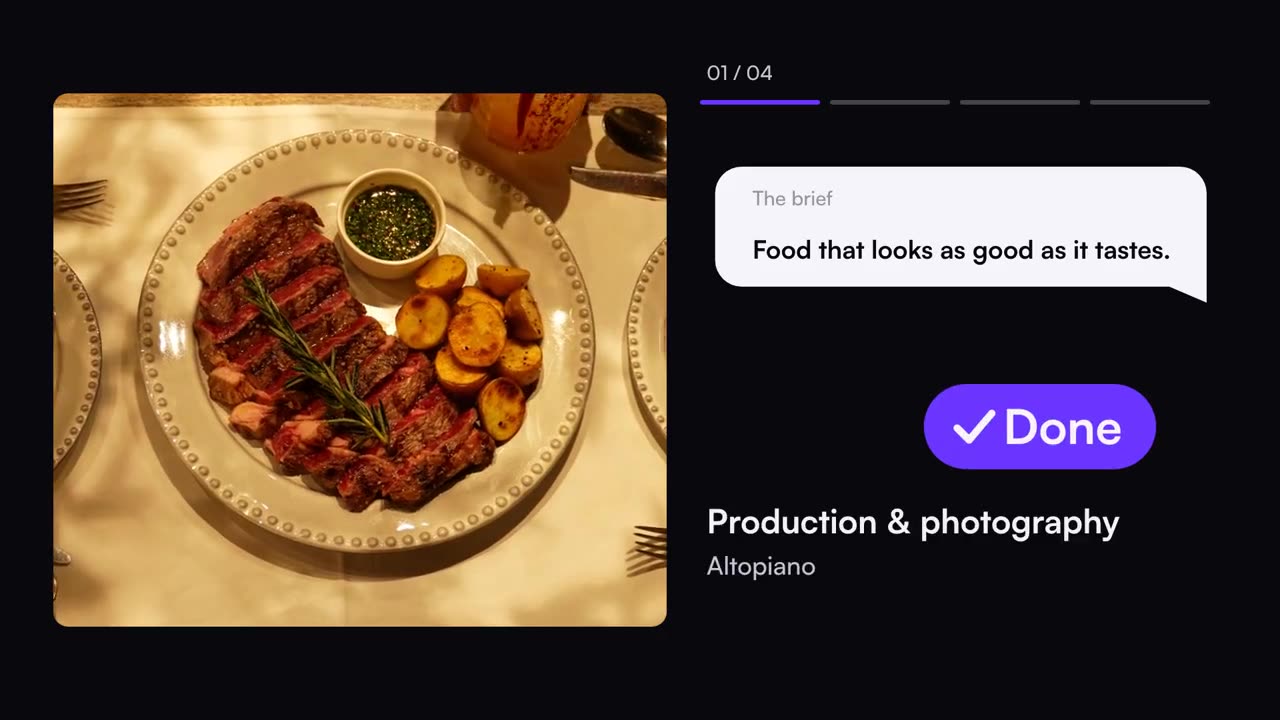 01 / 04
The brief
Food that looks as good as it tastes.
Done
Production & photography
Altopiano